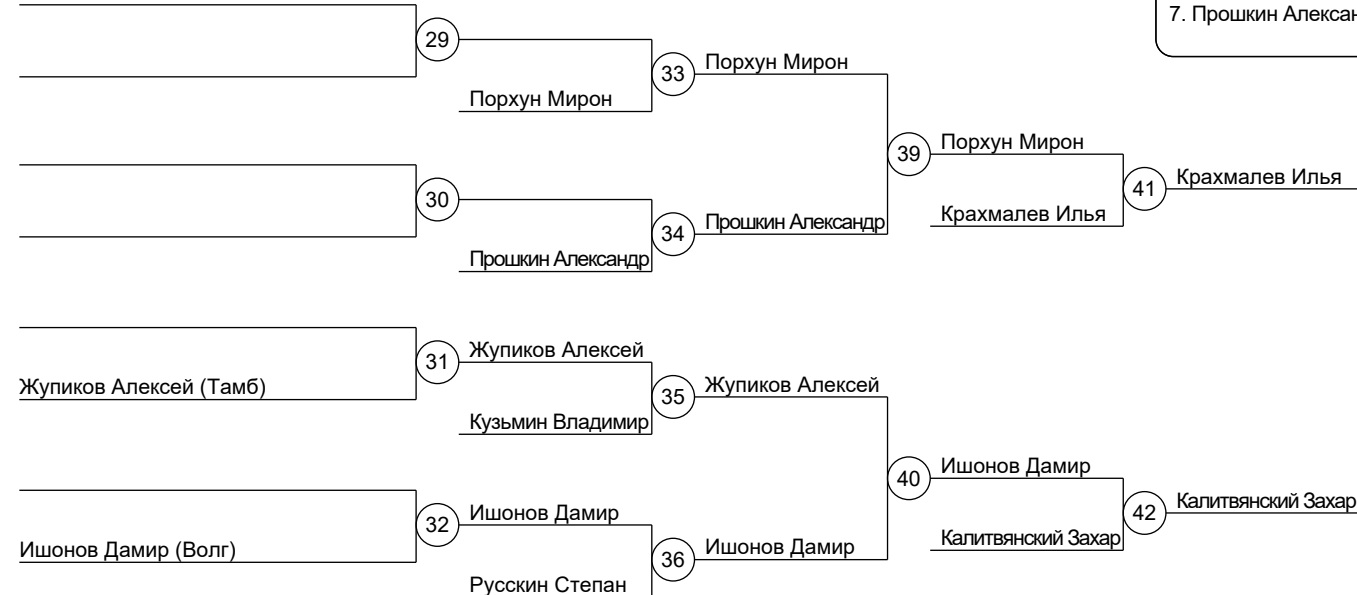 7. Прошкин Алексан
29
33
Порхун Мирон
Порхун Мирон
39
Порхун Мирон
41
Крахмалев Илья
30
34
Прошкин Александр
Крахмалев Илья
Прошкин Александр
31
Жупиков Алексей
35
Жупиков Алексей
Жупиков Алексей (Тамб)
Кузьмин Владимир
40
Ишонов Дамир
42
Калитвянский Захар
32
Ишонов Дамир
36
Ишонов Дамир
Калитвянский Захар
Ишонов Дамир (Волг)
Русскин Степан